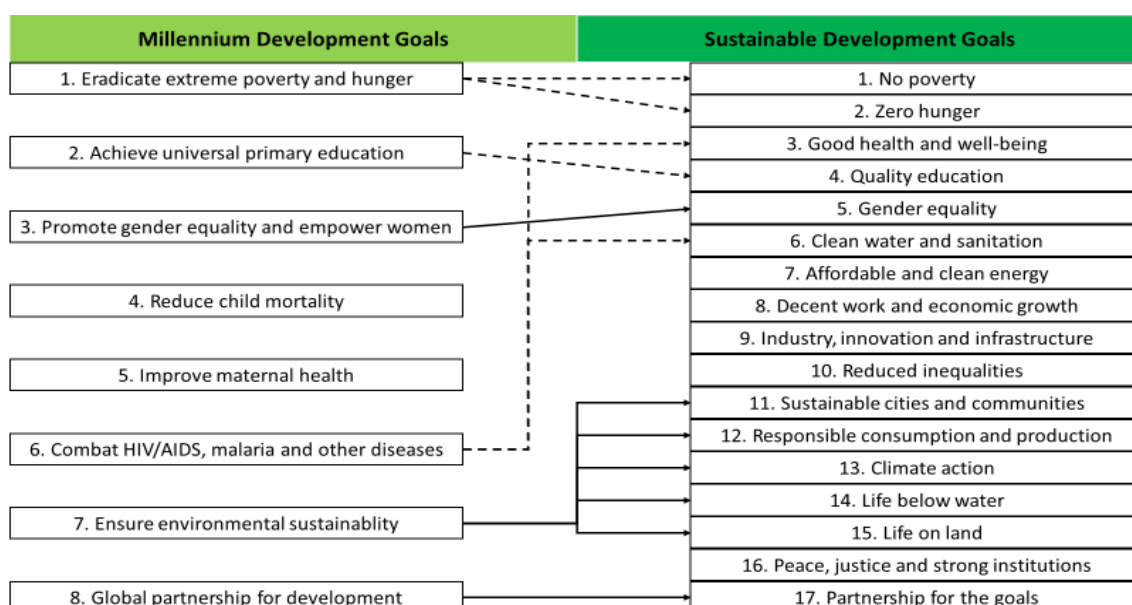 Millennium Development Goals
Sustainable Development Goals
1. Eradicate extreme poverty and hunger
2. Achieve universal primary education
3. Promote gender equality and empower women
4. Reduce child mortality
5. Improve maternal health
6. Combat HIV/AIDS, malaria and other diseases
7. Ensure environmental sustainablity
8. Global partnership for development
1. No poverty
2. Zero hunger
3. Good health and well-being
4. Quality education
5. Gender equality
6. Clean water and sanitation
7. Affordable and clean energy
8. Decent work and economic growth
9. Industry, innovation and infrastructure
10. Reduced inequalities
11. Sustainable cities and communities
12. Responsible consumption and production
13. Climate action
14. Life below water
15. Life on land
16. Peace, justice and strong institutions
17. Partnership for the goals